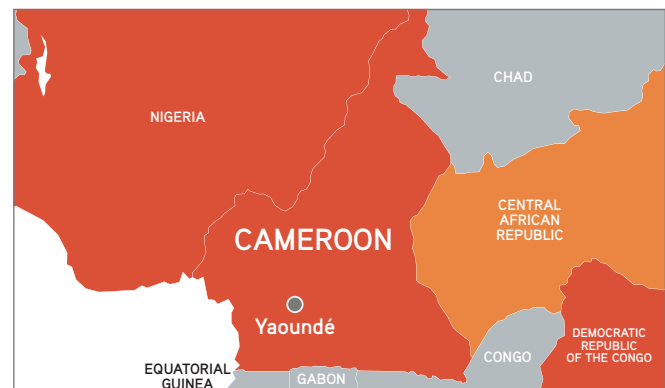 CHAD
NIGERIA
CENTRAL
AFRICAN
REPUBLIC
CAMEROON
Yaoundé
DEMOCRATIC
REPUBLIC
OF THE CONGO
CONGO
EQUATORIAL
GUINEA
GABON